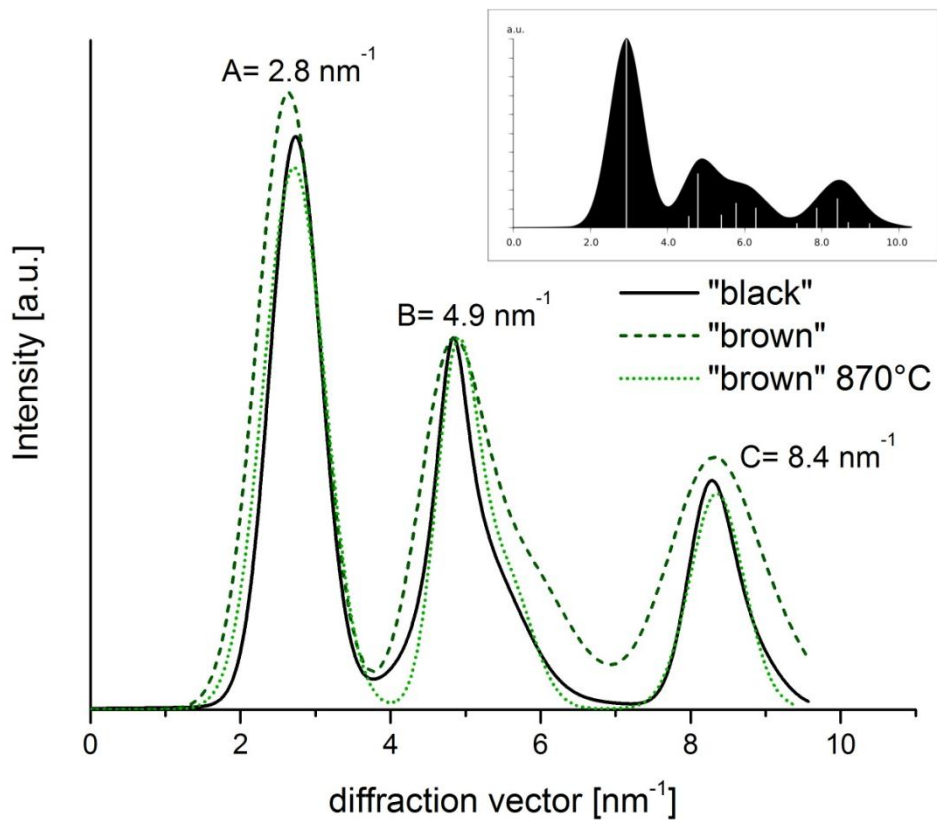 a.u.
0.0 2.0 4.0 6.0 8.0 10.0
A= 2.8 nm⁻¹
B= 4.9 nm⁻¹
C= 8.4 nm⁻¹
"black"
"brown"
"brown" 870°C
Intensity [a.u.]
0 2 4 6 8 10
diffraction vector [nm⁻¹]